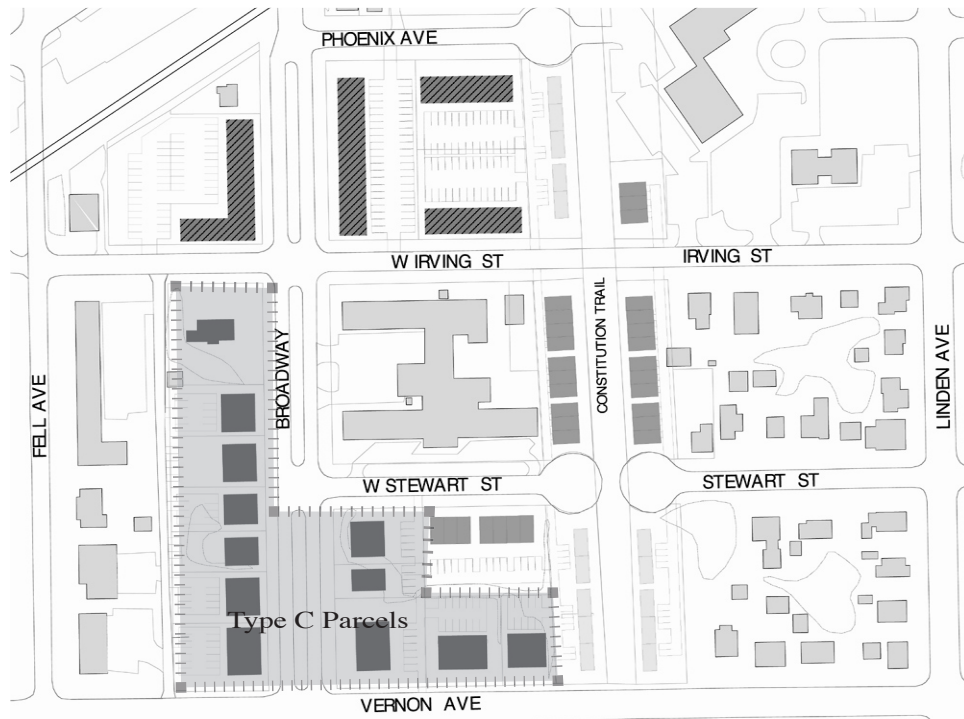 PHOENIX AVE
W IRVING ST
IRVING ST
CONSTITUTION TRAIL
BROADWAY
FELL AVE
LINDEN AVE
W STEWART ST
STEWART ST
Type C Parcels
VERNON AVE